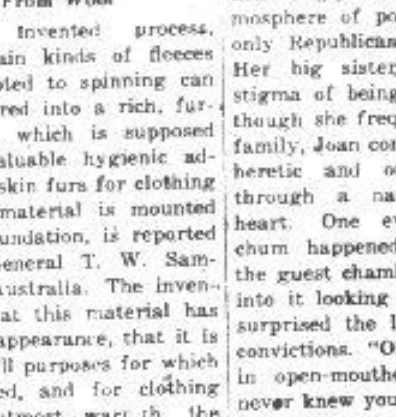 From Wool
Invented process,
ain kinds of fleeces
pted to spinning can
red into a rich, fur-
which is supposed
aluable hygienic ad-
skin furs for clothing
material is mounted
undation, is reported
eneral T. W. Sam-
ustralia. The inven-
at this material has
appearance, that it is
ll purposes for which
ed, and for clothing
utmost warmth the
mosphere of po
only Republican
Her big sister
stigma of being
though she freq
family, Joan con
heretic and o
through a na
heart. One ev
chum happened
the guest chaml
into it looking
surprised the l
convictions. "O
in open-mouthe
never knew you